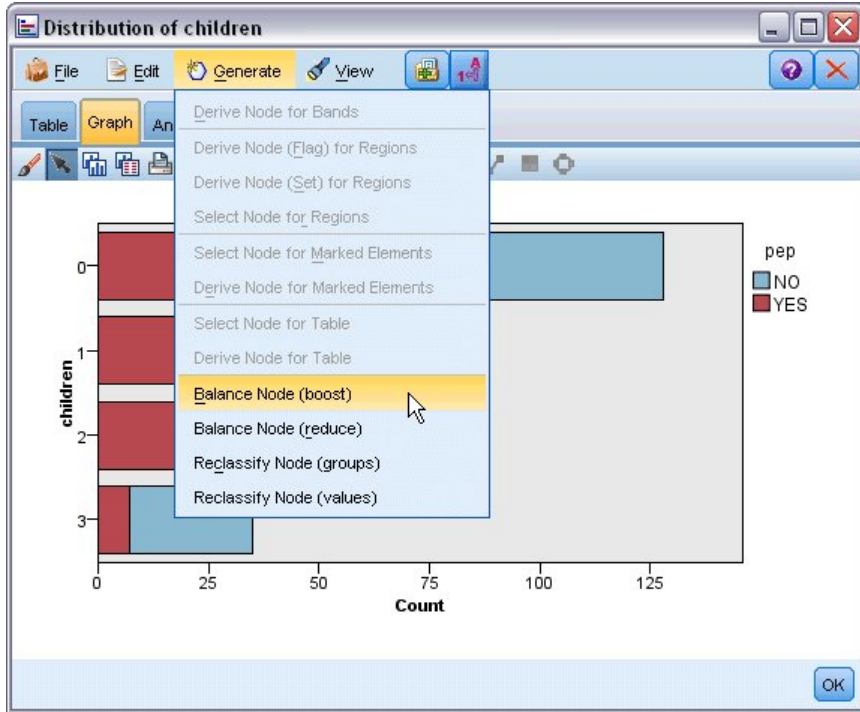 Distribution of children
File Edit Generate View
Table Graph An
Derive Node for Bands
Derive Node (Flag) for Regions
Derive Node (Set) for Regions
Select Node for Regions
Select Node for Marked Elements
Derive Node for Marked Elements
Select Node for Table
Derive Node for Table
Balance Node (boost)
Balance Node (reduce)
Reclassify Node (groups)
Reclassify Node (values)
pep
NO
YES
children
0
1
2
3
0 25 50 75 100 125
Count
OK